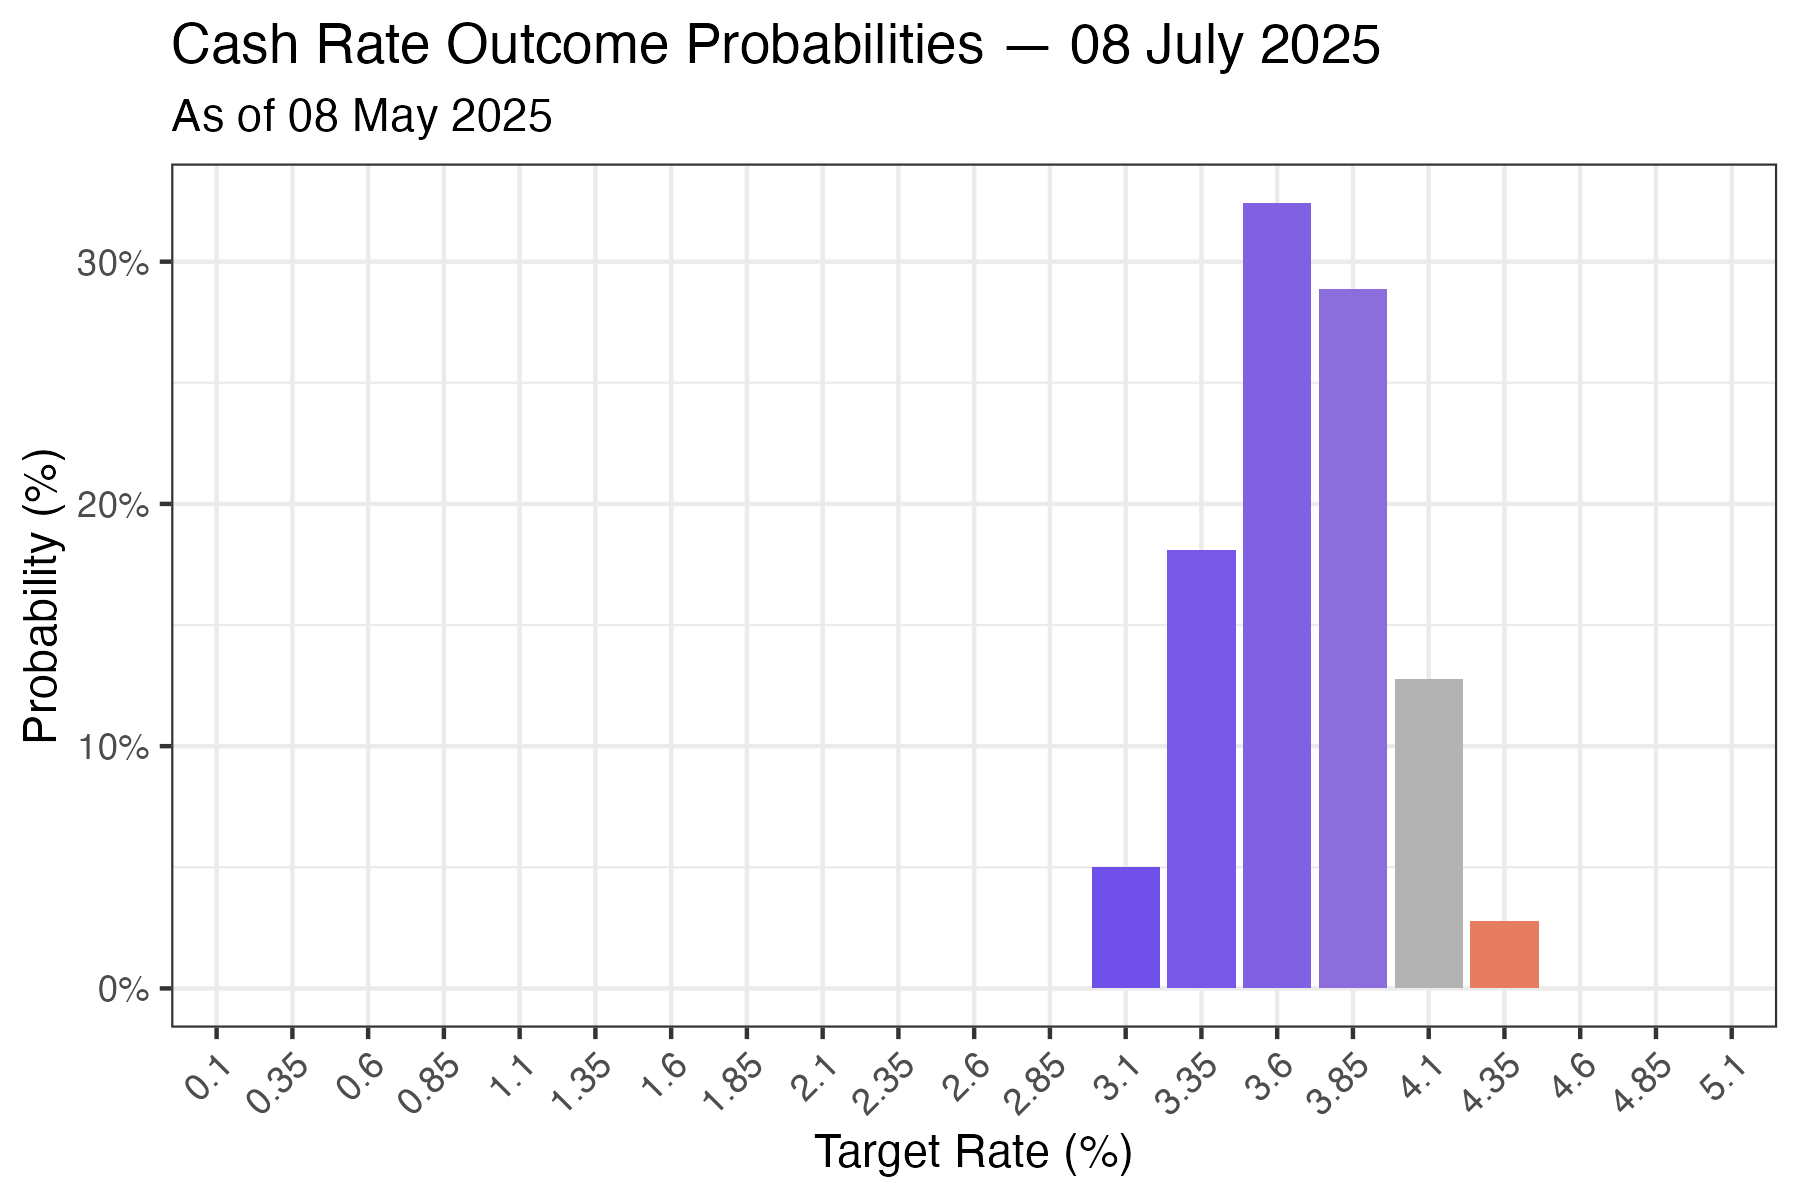 Cash Rate Outcome Probabilities — 08 July 2025
As of 08 May 2025
Probability (%)
30%
20%
10%
0%
0.1 0.35 0.6 0.85 1.1 1.35 1.6 1.85 2.1 2.35 2.6 2.85 3.1 3.35 3.6 3.85 4.1 4.35 4.6 4.85 5.1
Target Rate (%)